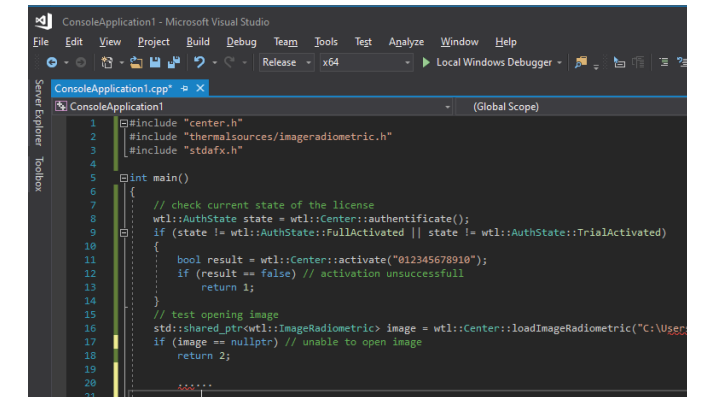 ConsoleApplication1 - Microsoft Visual Studio
File Edit View Project Build Debug Team Tools Test Analyze Window Help
Release x64 Local Windows Debugger
Server Explorer
Toolbox
ConsoleApplication1.cpp*
ConsoleApplication1 (Global Scope)
1 #include "center.h"
2 #include "thermalsources/imageradiometric.h"
3 #include "stdafx.h"
4
5 int main()
6 {
7 // check current state of the license
8 wtl::AuthState state = wtl::Center::authentificate();
9 if (state != wtl::AuthState::FullActivated || state != wtl::AuthState::TrialActivated)
10 {
11 bool result = wtl::Center::activate("012345678910");
12 if (result == false) // activation unsuccessfull
13 return 1;
14 }
15 // test opening image
16 std::shared_ptr<wtl::ImageRadiometric> image = wtl::Center::loadImageRadiometric("C:\Users
17 if (image == nullptr) // unable to open image
18 return 2;
19
20 ......
21